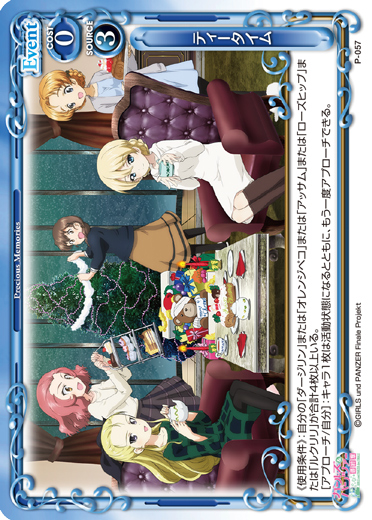 Event
COST
0
SOURCE
3
ティータイム
Precious Memories
《使用条件》:自分の「ダージリン」または「オレンジペコ」または「アッサム」または「ローズヒップ」ま
たは「ルクリリ」が合計4枚以上いる。
[アプローチ/自分]:キャラ1枚は活動状態になるとともに、もう一度アプローチできる。
©GIRLS und PANZER Finale Projekt
P-057